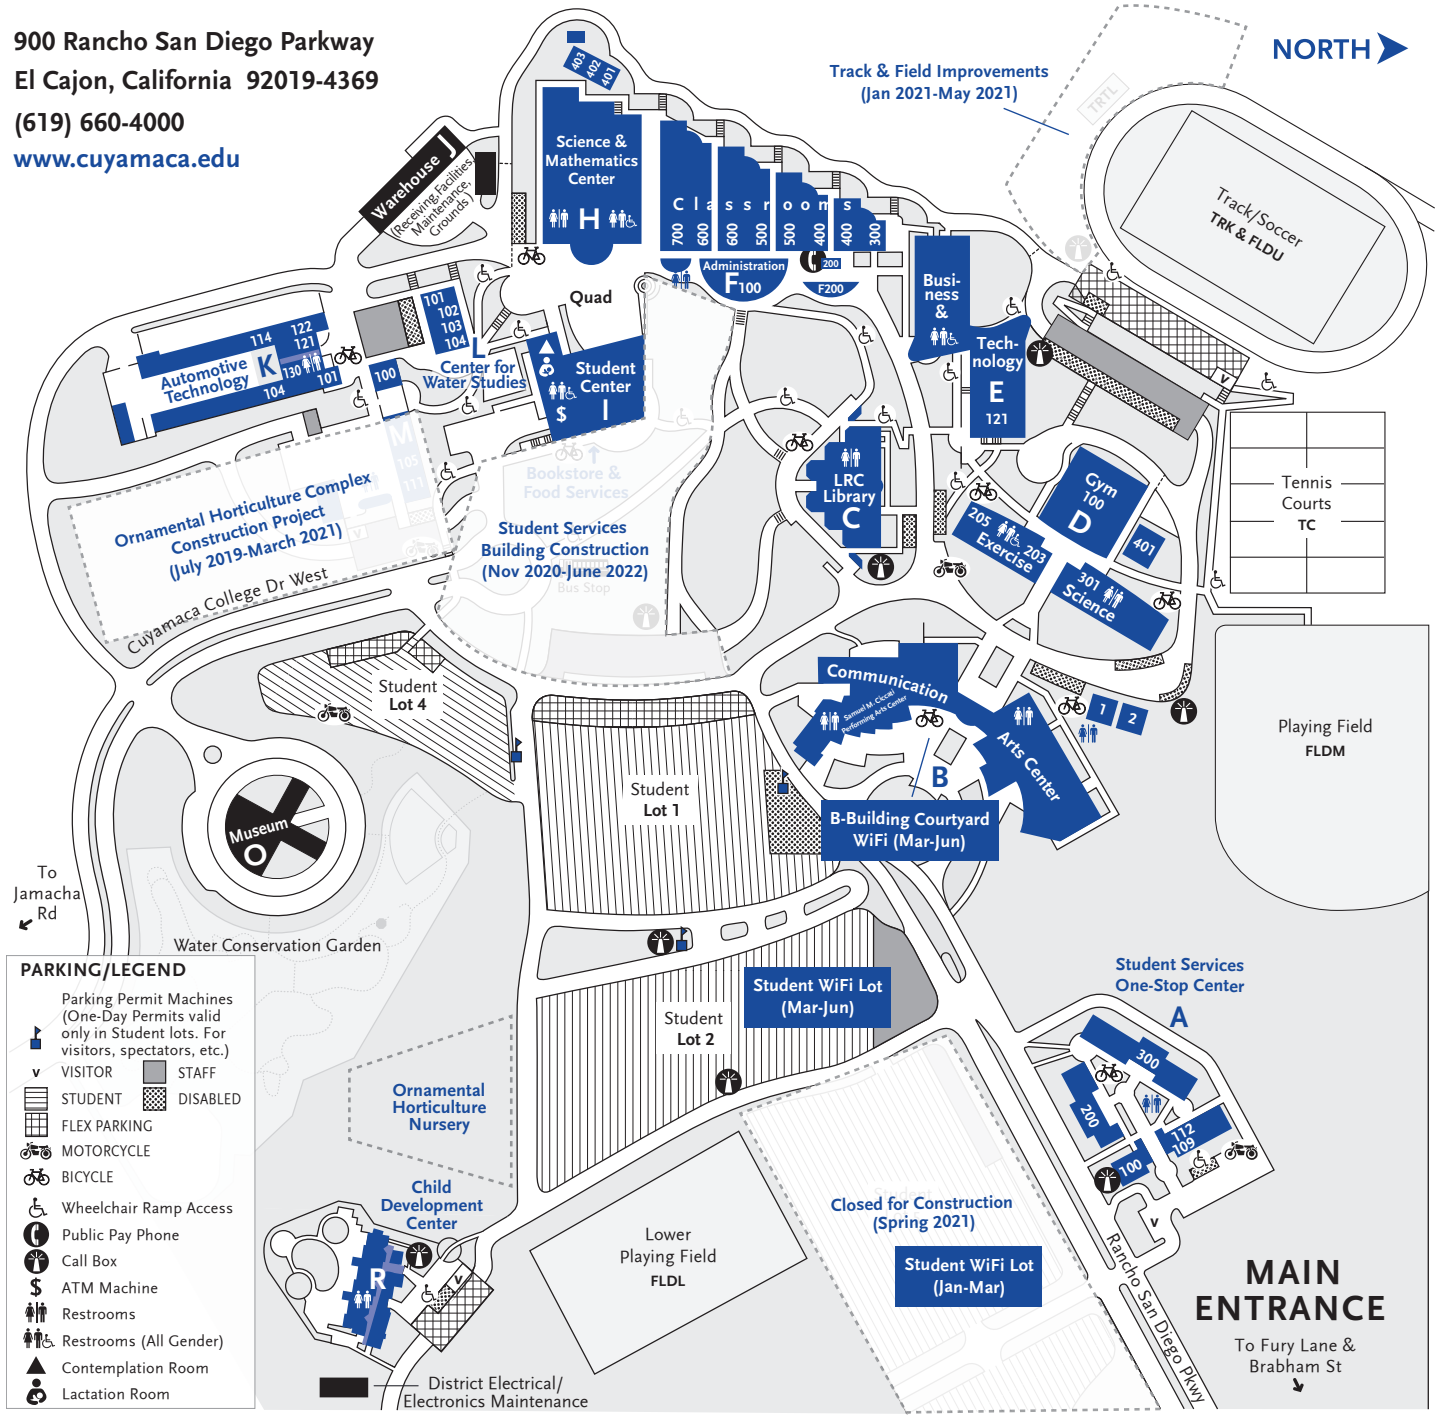 900 Rancho San Diego Parkway
El Cajon, California 92019-4369
(619) 660-4000
www.cuyamaca.edu
NORTH
Track & Field Improvements
(Jan 2021-May 2021)
TRTL
Track/Soccer
TRK & FLDU
403
402
401
Science &
Mathematics
Center
H
Warehouse J
(Receiving Facilities,
Maintenance,
Grounds)
Classrooms
700
600
600
500
500
400
400
300
Administration
F100
200
F200
Quad
Busi-
ness
&
Tech-
nology
E
121
114
122
121
Automotive
Technology
K
130
101
104
100
101
102
103
104
L
Center for
Water Studies
Student
Center
I
$
M
105
111
V
Bookstore &
Food Services
Bus Stop
Ornamental Horticulture Complex
Construction Project
(July 2019-March 2021)
Student Services
Building Construction
(Nov 2020-June 2022)
Cuyamaca College Dr West
LRC
Library
C
Gym
100
D
401
205
203
Exercise
301
Science
V
Tennis
Courts
TC
Playing Field
FLDM
Communication
Samuel M. Ciccati
Performing Arts Center
Arts Center
B
1
2
B-Building Courtyard
WiFi (Mar-Jun)
Student
Lot 4
Student
Lot 1
Museum
O
To
Jamacha
Rd
Water Conservation Garden
Student WiFi Lot
(Mar-Jun)
Student
Lot 2
Student Services
One-Stop Center
A
300
200
112
109
100
V
Ornamental
Horticulture
Nursery
Child
Development
Center
R
V
Lower
Playing Field
FLDL
Closed for Construction
(Spring 2021)
Student WiFi Lot
(Jan-Mar)
Rancho San Diego Pkwy
MAIN
ENTRANCE
To Fury Lane &
Brabham St
District Electrical/
Electronics Maintenance
PARKING/LEGEND
Parking Permit Machines
(One-Day Permits valid
only in Student lots. For
visitors, spectators, etc.)
V VISITOR
STAFF
STUDENT
DISABLED
FLEX PARKING
MOTORCYCLE
BICYCLE
Wheelchair Ramp Access
Public Pay Phone
Call Box
$ ATM Machine
Restrooms
Restrooms (All Gender)
Contemplation Room
Lactation Room